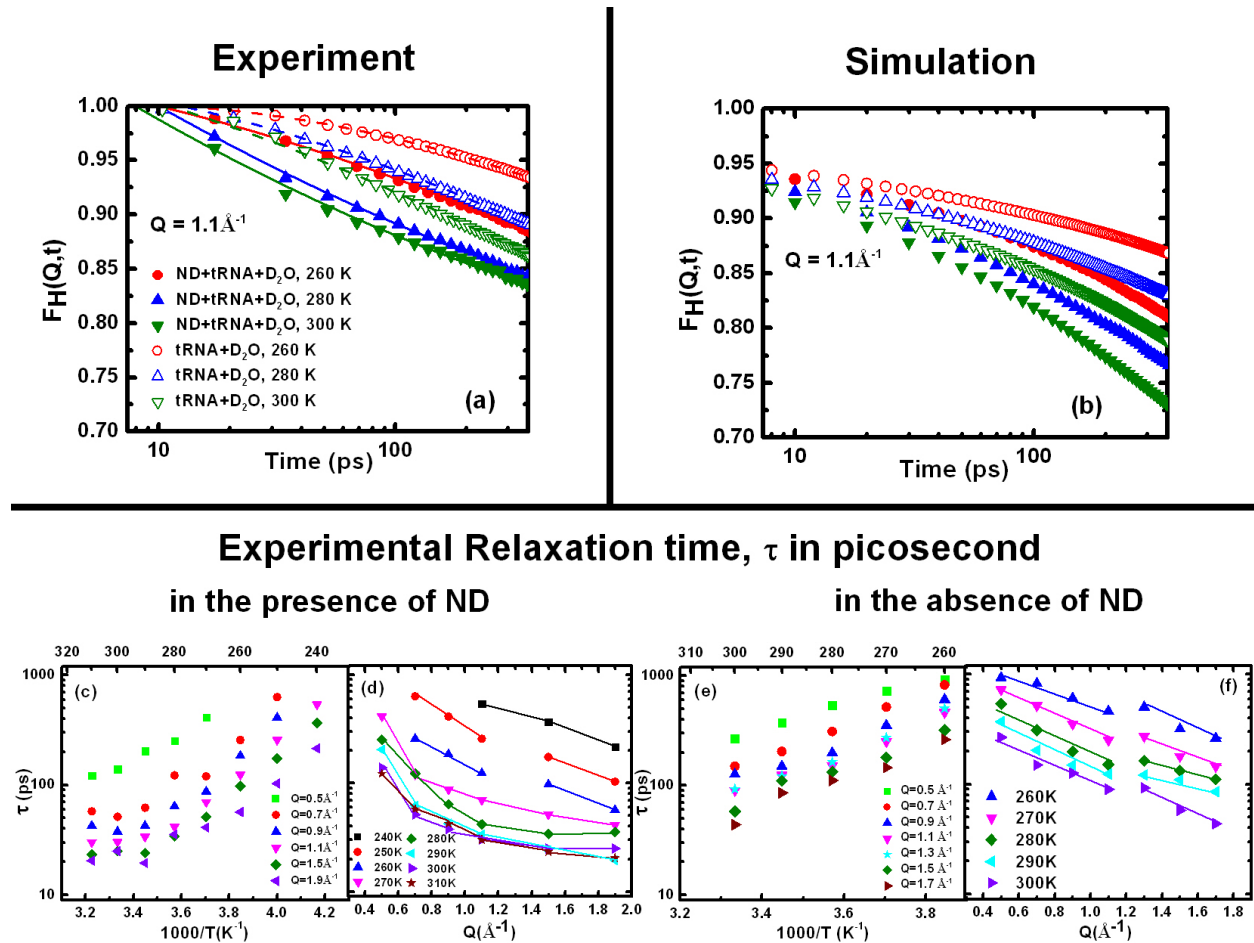 Experiment
Simulation
1.00
0.95
0.90
0.85
0.80
0.75
0.70
F_H(Q,t)
Q = 1.1Å⁻¹
ND+tRNA+D₂O, 260 K
ND+tRNA+D₂O, 280 K
ND+tRNA+D₂O, 300 K
tRNA+D₂O, 260 K
tRNA+D₂O, 280 K
tRNA+D₂O, 300 K
(a)
10 100
Time (ps)
1.00
0.95
0.90
0.85
0.80
0.75
0.70
F_H(Q,t)
Q = 1.1Å⁻¹
(b)
10 100
Time (ps)
Experimental Relaxation time, τ in picosecond
in the presence of ND
in the absence of ND
320 310 300 290 280 270 260 250 240
1000
100
10
τ (ps)
(c)
Q=0.5Å⁻¹
Q=0.7Å⁻¹
Q=0.9Å⁻¹
Q=1.1Å⁻¹
Q=1.5Å⁻¹
Q=1.9Å⁻¹
3.2 3.4 3.6 3.8 4.0 4.2
1000/T(K⁻¹)
(d)
240K
250K
260K
270K
280K
290K
300K
310K
0.4 0.6 0.8 1.0 1.2 1.4 1.6 1.8 2.0
Q(Å⁻¹)
310 300 290 280 270 260
1000
100
10
τ (ps)
(e)
Q=0.5Å⁻¹
Q=0.7 Å⁻¹
Q=0.9 Å⁻¹
Q=1.1 Å⁻¹
Q=1.3 Å⁻¹
Q=1.5 Å⁻¹
Q=1.7 Å⁻¹
3.2 3.4 3.6 3.8
1000/T (K⁻¹)
(f)
260K
270K
280K
290K
300K
0.4 0.6 0.8 1.0 1.2 1.4 1.6 1.8
Q(Å⁻¹)